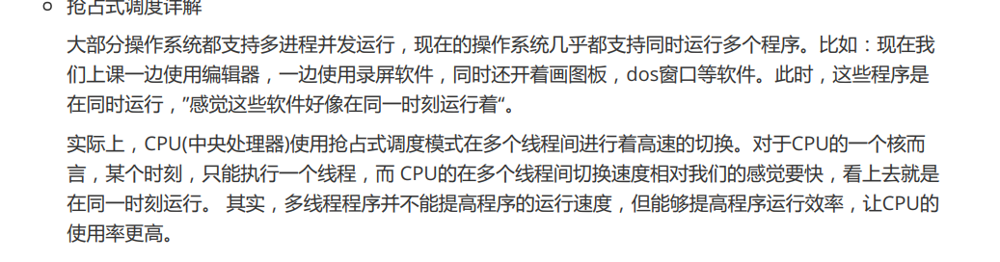 抢占式调度详解
大部分操作系统都支持多进程并发运行，现在的操作系统几乎都支持同时运行多个程序。比如：现在我
们上课一边使用编辑器，一边使用录屏软件，同时还开着画图板，dos窗口等软件。此时，这些程序是
在同时运行，”感觉这些软件好像在同一时刻运行着“。
实际上，CPU(中央处理器)使用抢占式调度模式在多个线程间进行着高速的切换。对于CPU的一个核而
言，某个时刻，只能执行一个线程，而 CPU的在多个线程间切换速度相对我们的感觉要快，看上去就是
在同一时刻运行。 其实，多线程程序并不能提高程序的运行速度，但能够提高程序运行效率，让CPU的
使用率更高。